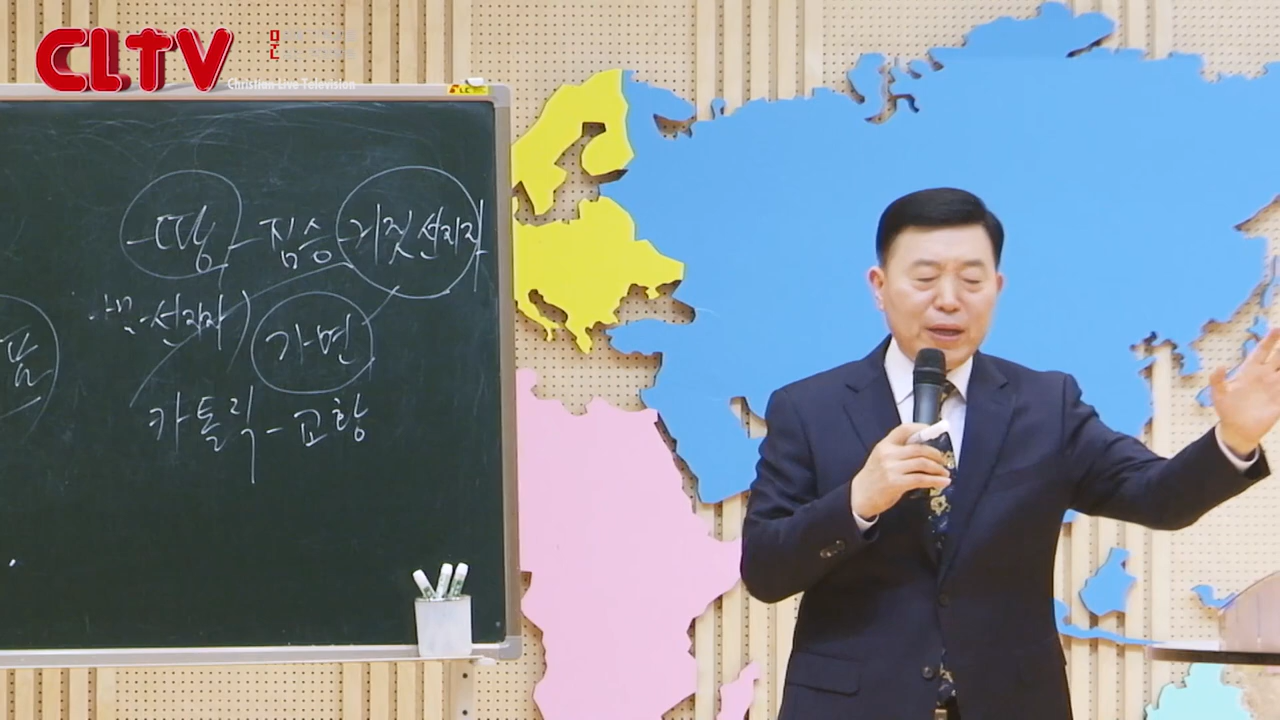 CLTV
Christian Live Television
땅 - 짐승 거짓선지자
선지자) 가면
카톨릭 - 교황